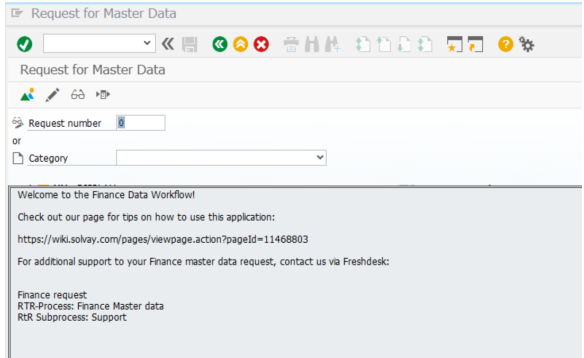 Request for Master Data
Request for Master Data
Request number 0
or
Category
Welcome to the Finance Data Workflow!
Check out our page for tips on how to use this application:
https://wiki.solvay.com/pages/viewpage.action?pageId=11468803
For additional support to your Finance master data request, contact us via Freshdesk:
Finance request
RTR-Process: Finance Master data
RtR Subprocess: Support